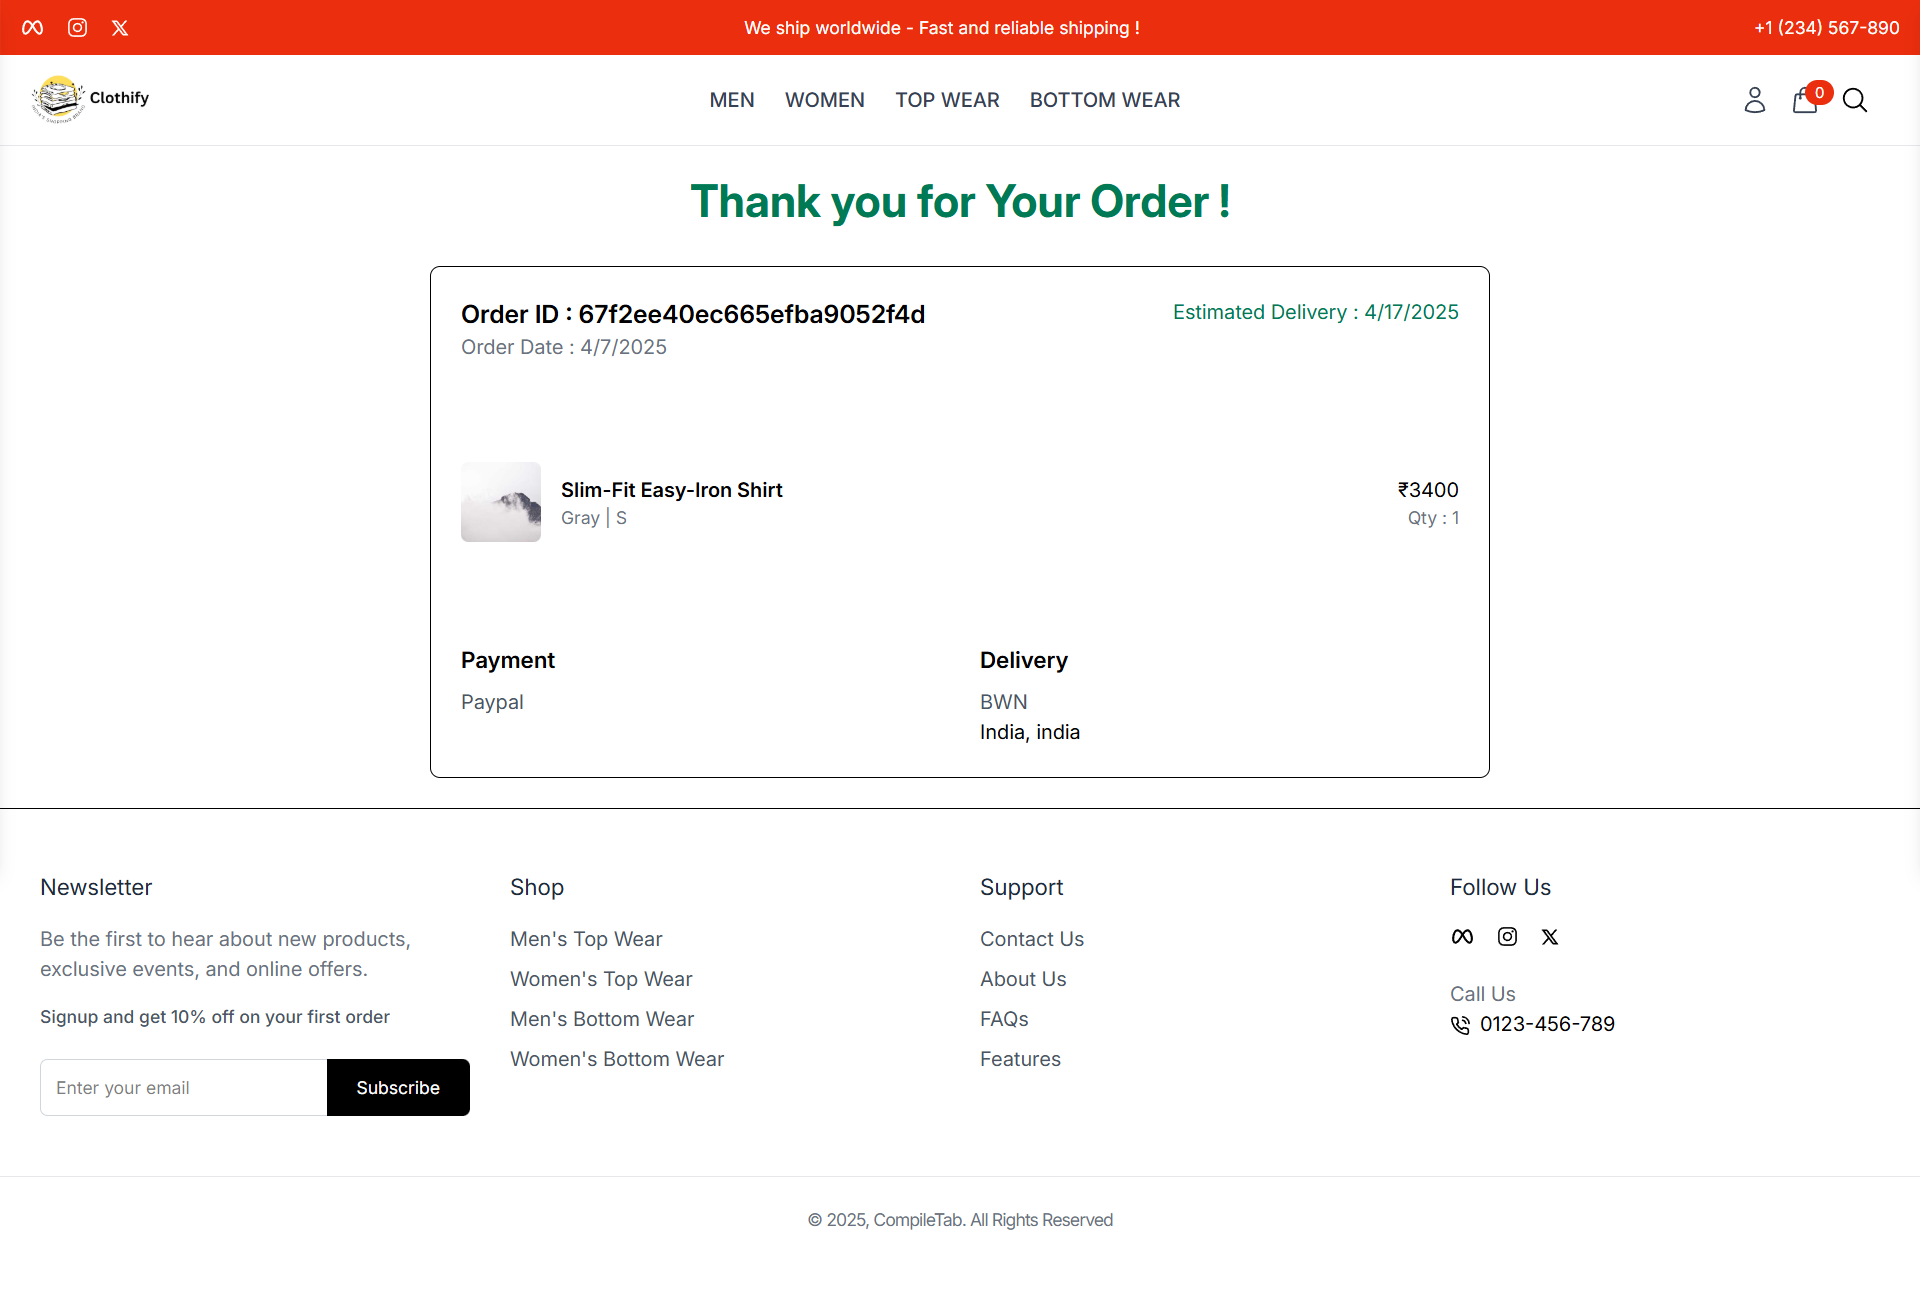 We ship worldwide - Fast and reliable shipping !
+1 (234) 567-890
Clothify
MEN
WOMEN
TOP WEAR
BOTTOM WEAR
0
Thank you for Your Order !
Order ID : 67f2ee40ec665efba9052f4d
Estimated Delivery : 4/17/2025
Order Date : 4/7/2025
Slim-Fit Easy-Iron Shirt
₹3400
Gray | S
Qty : 1
Payment
Paypal
Delivery
BWN
India, india
Newsletter
Be the first to hear about new products,
exclusive events, and online offers.
Signup and get 10% off on your first order
Enter your email
Subscribe
Shop
Men's Top Wear
Women's Top Wear
Men's Bottom Wear
Women's Bottom Wear
Support
Contact Us
About Us
FAQs
Features
Follow Us
Call Us
0123-456-789
© 2025, CompileTab. All Rights Reserved